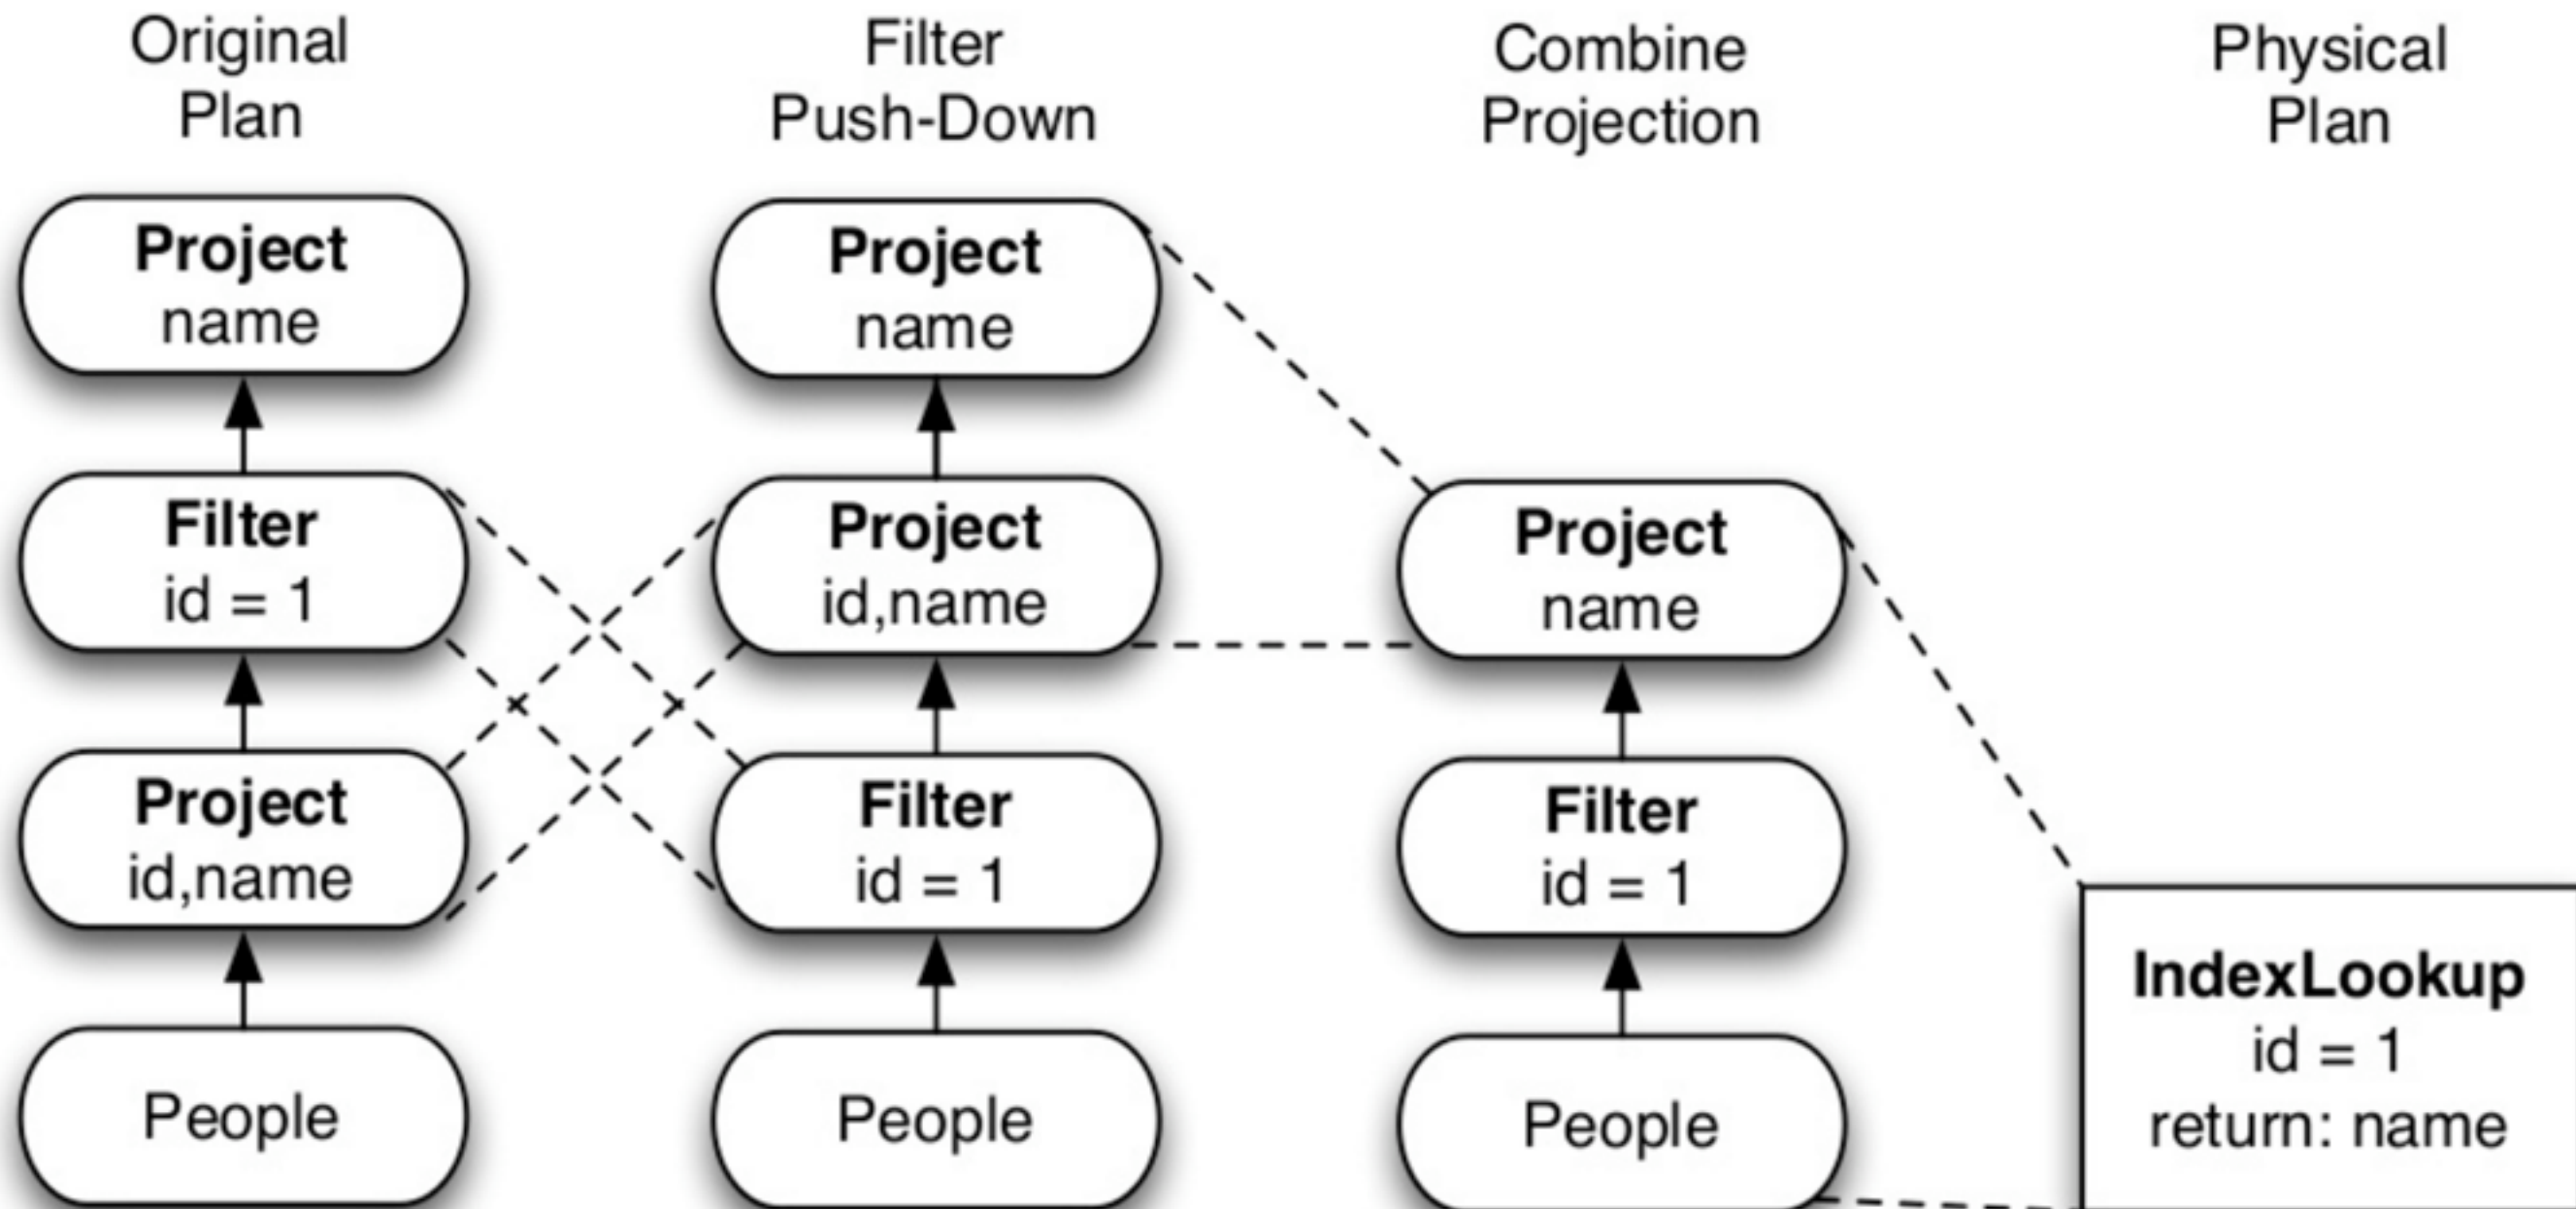 Original
Plan
Project
name
Filter
id = 1
Project
id,name
People
Filter
Push-Down
Project
name
Project
id,name
Filter
id = 1
People
Combine
Projection
Project
name
Filter
id = 1
People
Physical
Plan
IndexLookup
id = 1
return: name